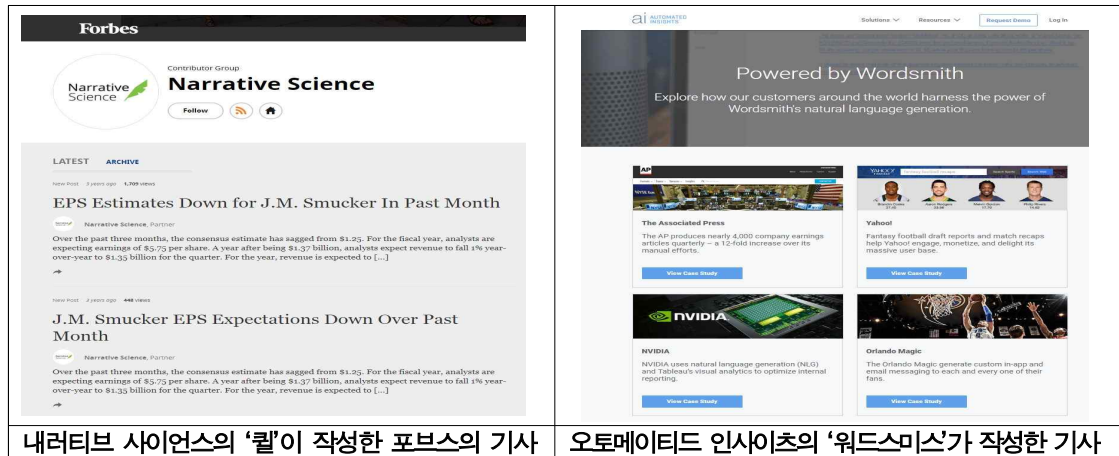 Forbes
Narrative
Science
Contributor Group
Narrative Science
Follow
LATEST ARCHIVE
New Post 3 years ago 1,709 views
EPS Estimates Down for J.M. Smucker In Past Month
Narrative Science, Partner
Over the past three months, the consensus estimate has sagged from $1.25. For the fiscal year, analysts are
expecting earnings of $5.75 per share. A year after being $1.37 billion, analysts expect revenue to fall 1% year-
over-year to $1.35 billion for the quarter. For the year, revenue is expected to [...]
New Post 3 years ago 448 views
J.M. Smucker EPS Expectations Down Over Past
Month
Narrative Science, Partner
Over the past three months, the consensus estimate has sagged from $1.25. For the fiscal year, analysts are
expecting earnings of $5.75 per share. A year after being $1.37 billion, analysts expect revenue to fall 1% year-
over-year to $1.35 billion for the quarter. For the year, revenue is expected to [...]
내러티브 사이언스의 ‘퀼’이 작성한 포브스의 기사
ai AUTOMATED
INSIGHTS
Solutions Resources Request Demo Log In
Powered by Wordsmith
Explore how our customers around the world harness the power of
Wordsmith's natural language generation.
AP
The Associated Press
The AP produces nearly 4,000 company earnings
articles quarterly – a 12-fold increase over its
manual efforts.
View Case Study
YAHOO!
Yahoo!
Fantasy football draft reports and match recaps
help Yahoo! engage, monetize, and delight its
massive user base.
View Case Study
NVIDIA
NVIDIA
NVIDIA uses natural language generation (NLG)
and Tableau's visual analytics to optimize internal
reporting.
View Case Study
Orlando Magic
The Orlando Magic generate custom in-app and
email messaging to each and every one of their
fans.
View Case Study
오토메이티드 인사이츠의 ‘워드스미스’가 작성한 기사